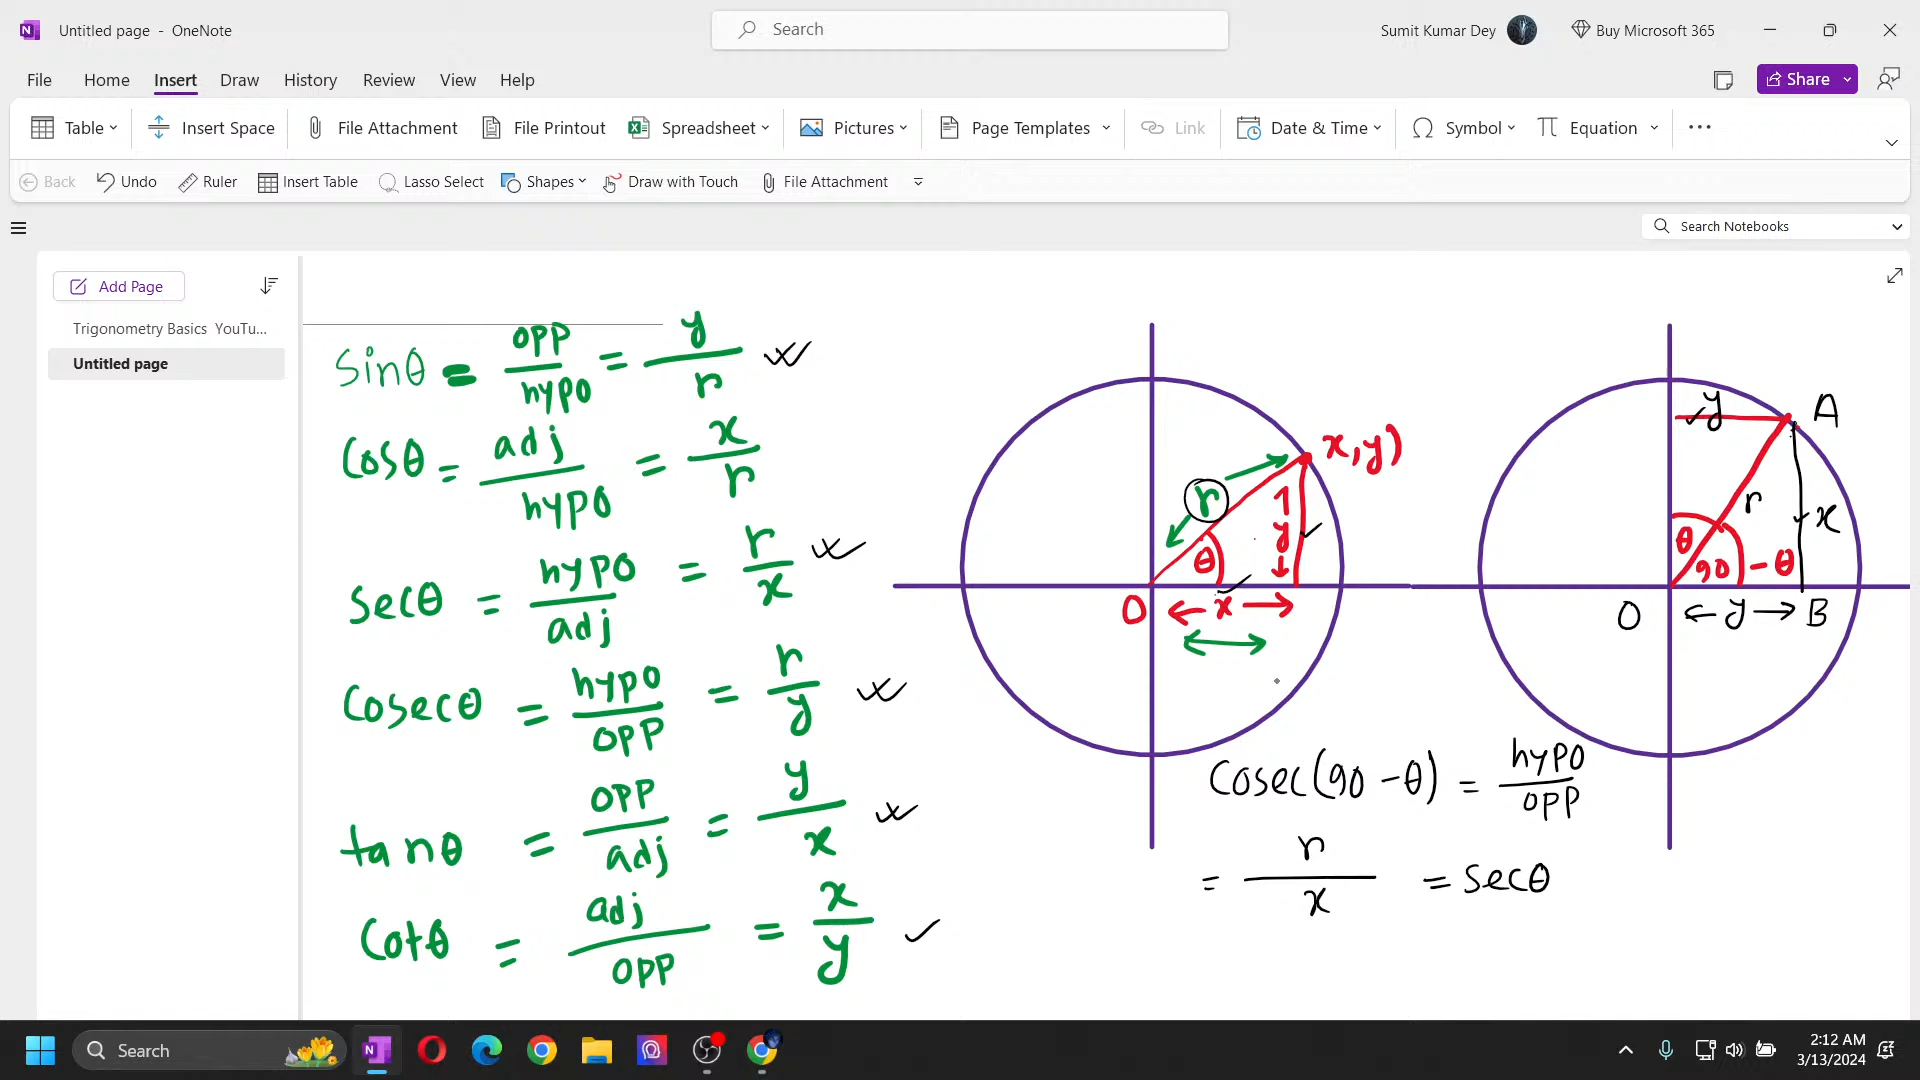 Untitled page - OneNote
Search
Sumit Kumar Dey
Buy Microsoft 365
File Home Insert Draw History Review View Help
Share
Table Insert Space File Attachment File Printout Spreadsheet Pictures Page Templates Link Date & Time Symbol Equation
Back Undo Ruler Insert Table Lasso Select Shapes Draw with Touch File Attachment
Search Notebooks
Add Page
Trigonometry Basics YouTu...
Untitled page
sinθ = opp/hypo = y/r
cosθ = adj/hypo = x/r
secθ = hypo/adj = r/x
cosecθ = hypo/opp = r/y
tanθ = opp/adj = y/x
cotθ = adj/opp = x/y
x,y)
r
y
θ
O
x
y
A
r
x
θ
90-θ
O
y
B
cosec(90-θ) = hypo/opp
= r/x = secθ
Search
2:12 AM
3/13/2024